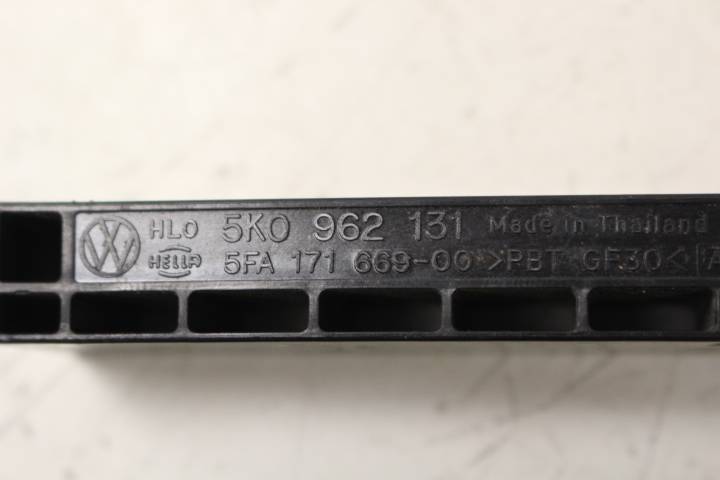 HLO 5K0 962 131 Made in Thailand
HELLA 5FA 171 669-00 >PBT GF30<